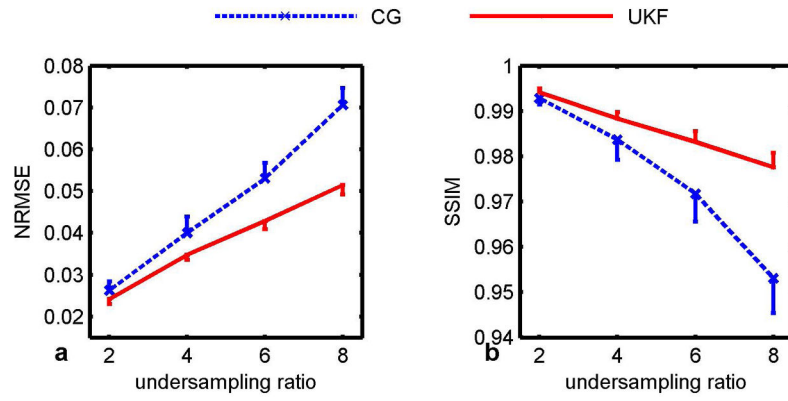 CG UKF
0.08
0.07
0.06
0.05
0.04
0.03
0.02
NRMSE
2 4 6 8
a
undersampling ratio
1
0.99
0.98
0.97
0.96
0.95
0.94
SSIM
2 4 6 8
b
undersampling ratio